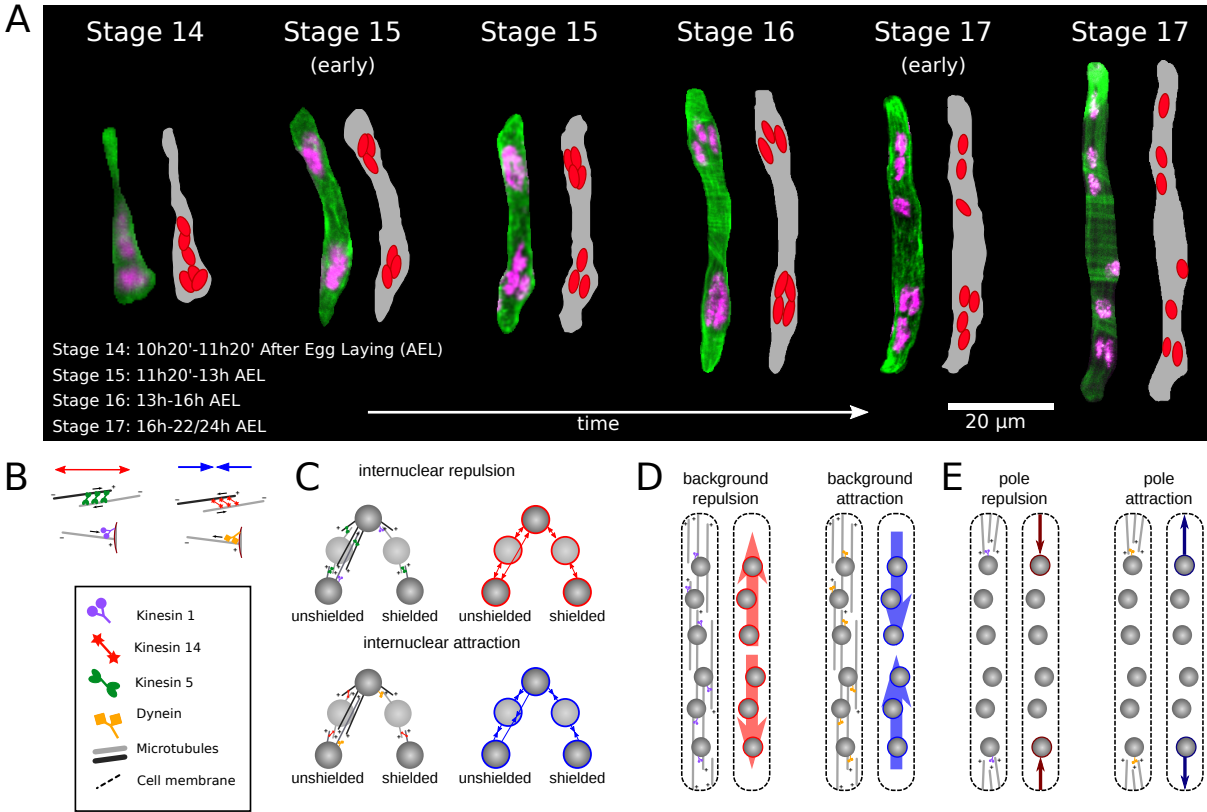 A
Stage 14
Stage 15
(early)
Stage 15
Stage 16
Stage 17
(early)
Stage 17
Stage 14: 10h20'-11h20' After Egg Laying (AEL)
Stage 15: 11h20'-13h AEL
Stage 16: 13h-16h AEL
Stage 17: 16h-22/24h AEL
time
20 µm
B
Kinesin 1
Kinesin 14
Kinesin 5
Dynein
Microtubules
Cell membrane
C
internuclear repulsion
unshielded shielded unshielded shielded
internuclear attraction
unshielded shielded unshielded shielded
D
background
repulsion
background
attraction
E
pole
repulsion
pole
attraction